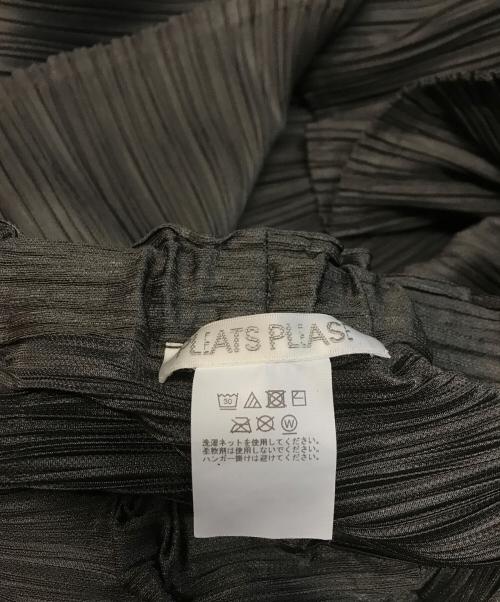 LEATS PLEASE
30
W
洗濯ネットを使用してください。
柔軟剤は使用しないでください。
ハンガー掛けは避けてください。